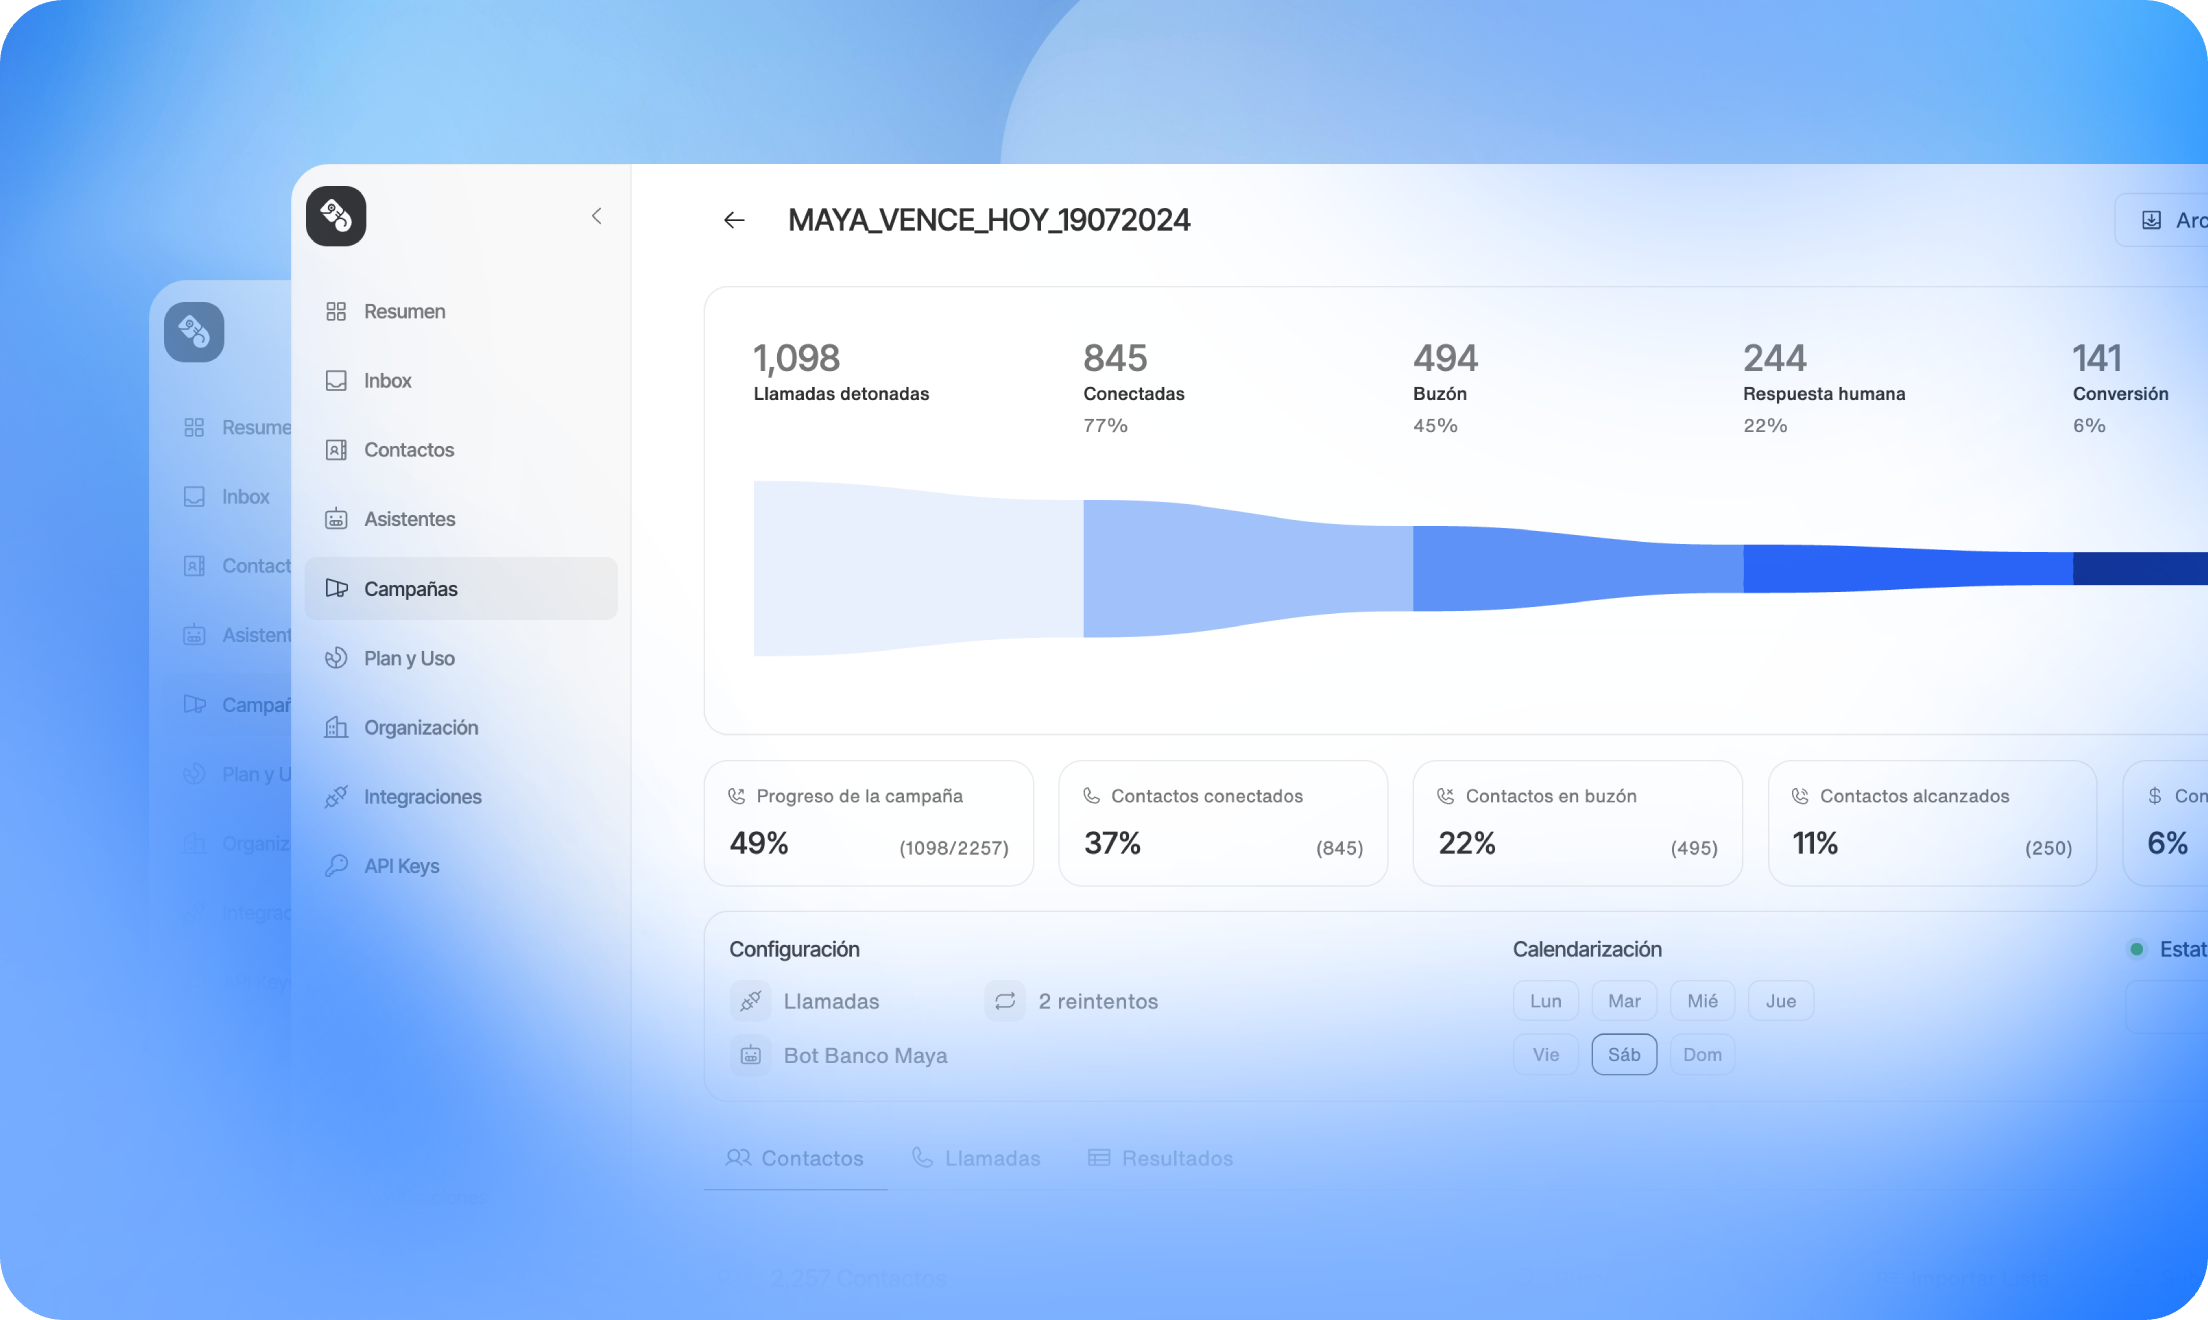 MAYA_VENCE_HOY_19072024
Arc
Resumen
Inbox
Contactos
Asistentes
Campañas
Plan y Uso
Organización
Integraciones
API Keys
Resume
Inbox
Contact
Asistent
Campañ
Plan y U
Organiz
Integrac
1,098
Llamadas detonadas
845
Conectadas
77%
494
Buzón
45%
244
Respuesta humana
22%
141
Conversión
6%
Progreso de la campaña
49% (1098/2257)
Contactos conectados
37% (845)
Contactos en buzón
22% (495)
Contactos alcanzados
11% (250)
Con
6%
Configuración
Llamadas
2 reintentos
Bot Banco Maya
Calendarización
Lun Mar Mié Jue
Vie Sáb Dom
Estat
Contactos Llamadas Resultados
2,257 Contactos